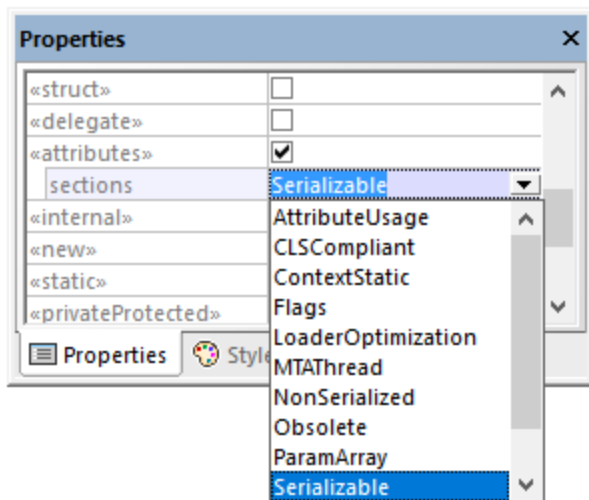 Properties
«struct»
«delegate»
«attributes»
sections Serializable
«internal» AttributeUsage
«new» CLSCompliant
«static» ContextStatic
«privateProtected» Flags
LoaderOptimization
Properties Style
MTAThread
NonSerialized
Obsolete
ParamArray
Serializable